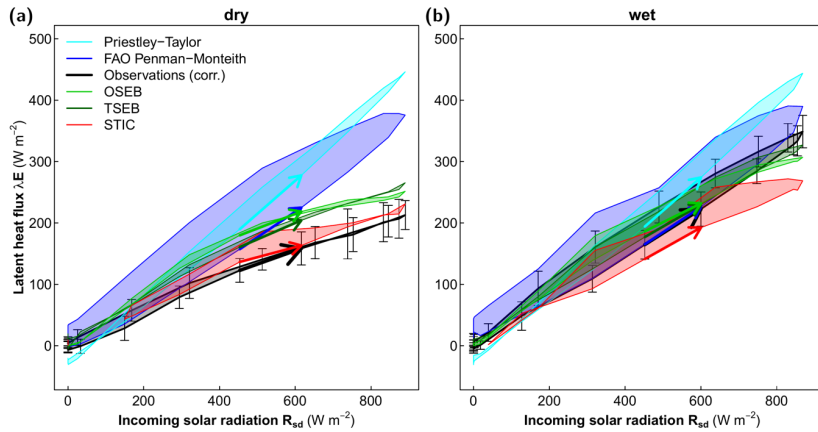 (a) dry
(b) wet
Latent heat flux λE (W m⁻²)
500
400
300
200
100
0
Priestley−Taylor
FAO Penman−Monteith
Observations (corr.)
OSEB
TSEB
STIC
0 200 400 600 800
Incoming solar radiation R_sd (W m⁻²)
500
400
300
200
100
0
0 200 400 600 800
Incoming solar radiation R_sd (W m⁻²)